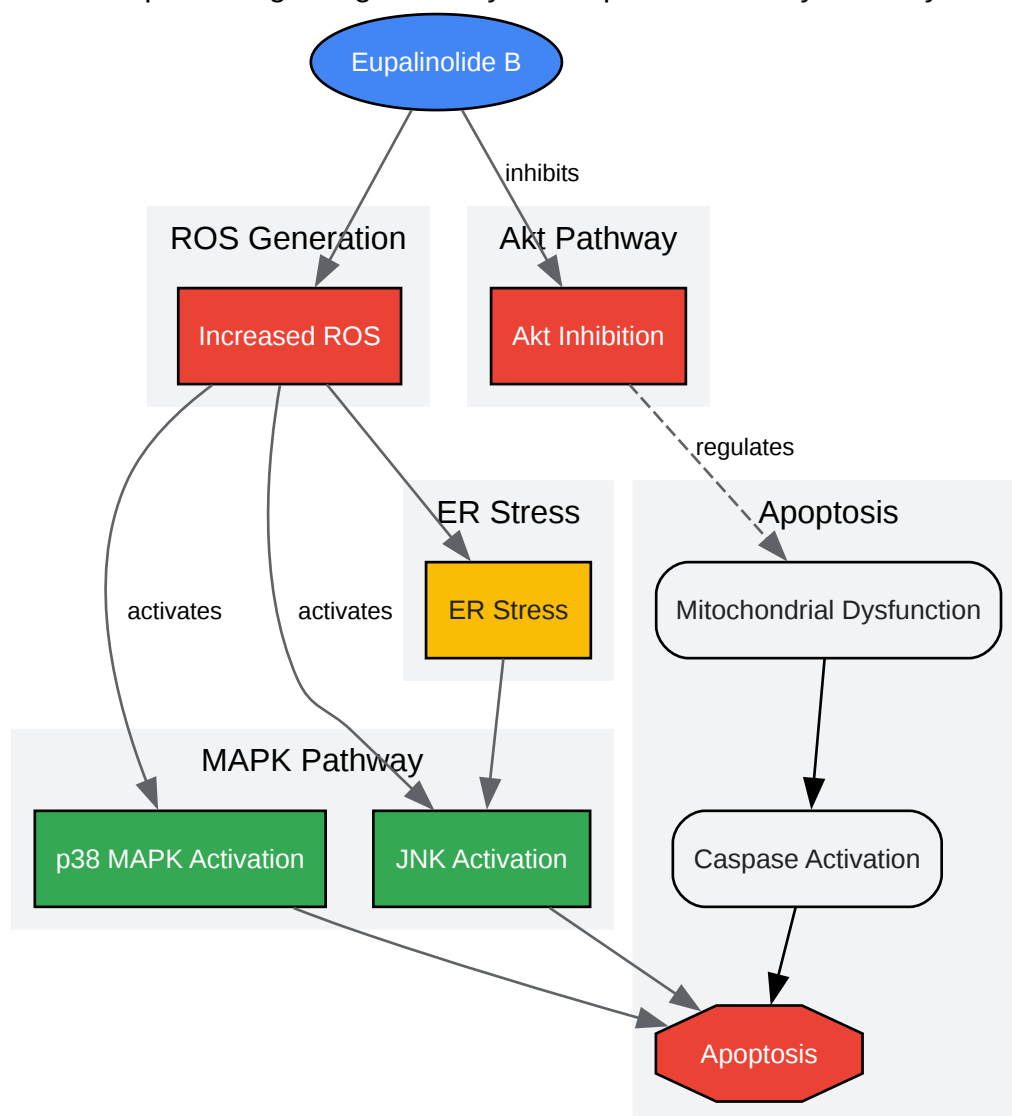 Eupalinolide B
inhibits
ROS Generation
Akt Pathway
Increased ROS
Akt Inhibition
regulates
ER Stress
Apoptosis
ER Stress
Mitochondrial Dysfunction
activates
activates
MAPK Pathway
p38 MAPK Activation
JNK Activation
Caspase Activation
Apoptosis